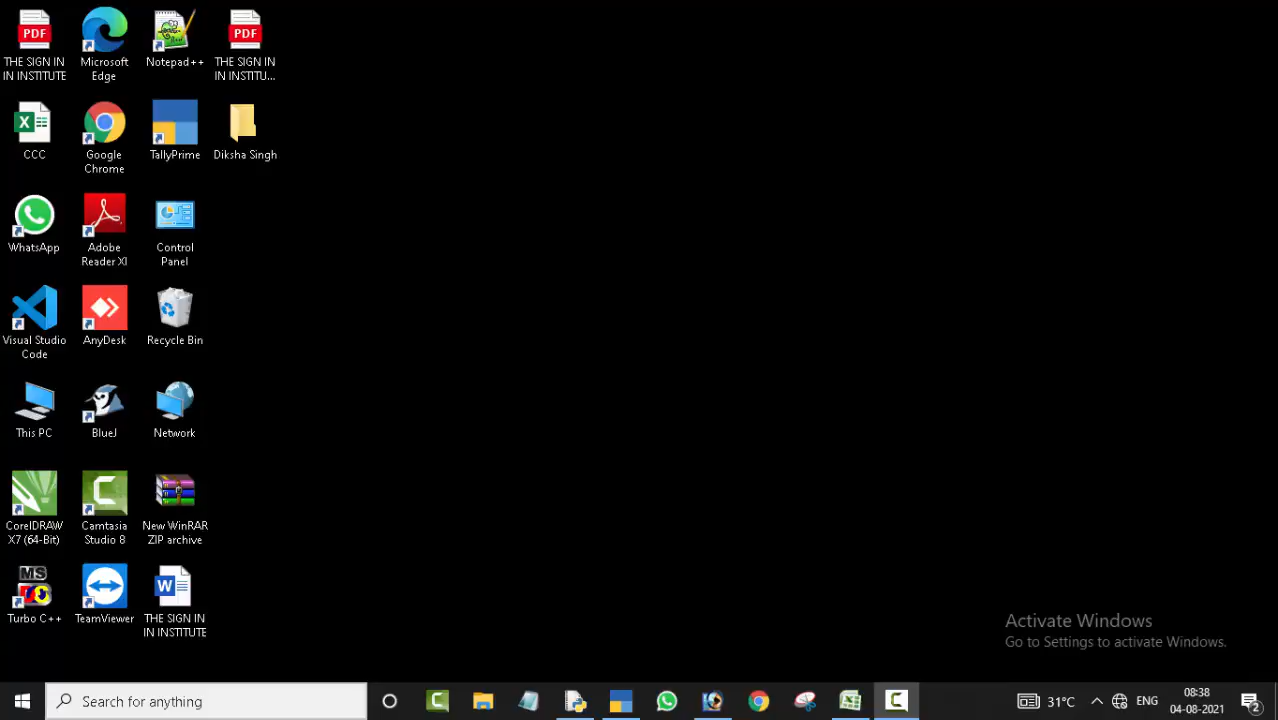 PDF
THE SIGN IN
IN INSTITUTE
Microsoft
Edge
Notepad++
PDF
THE SIGN IN
IN INSTITU...
CCC
Google
Chrome
TallyPrime
Diksha Singh
WhatsApp
Adobe
Reader XI
Control
Panel
Visual Studio
Code
AnyDesk
Recycle Bin
This PC
BlueJ
Network
CorelDRAW
X7 (64-Bit)
Camtasia
Studio 8
New WinRAR
ZIP archive
MS
Turbo C++
TeamViewer
THE SIGN IN
IN INSTITUTE
Activate Windows
Go to Settings to activate Windows.
Search for anything
31°C
ENG
08:38
04-08-2021
2